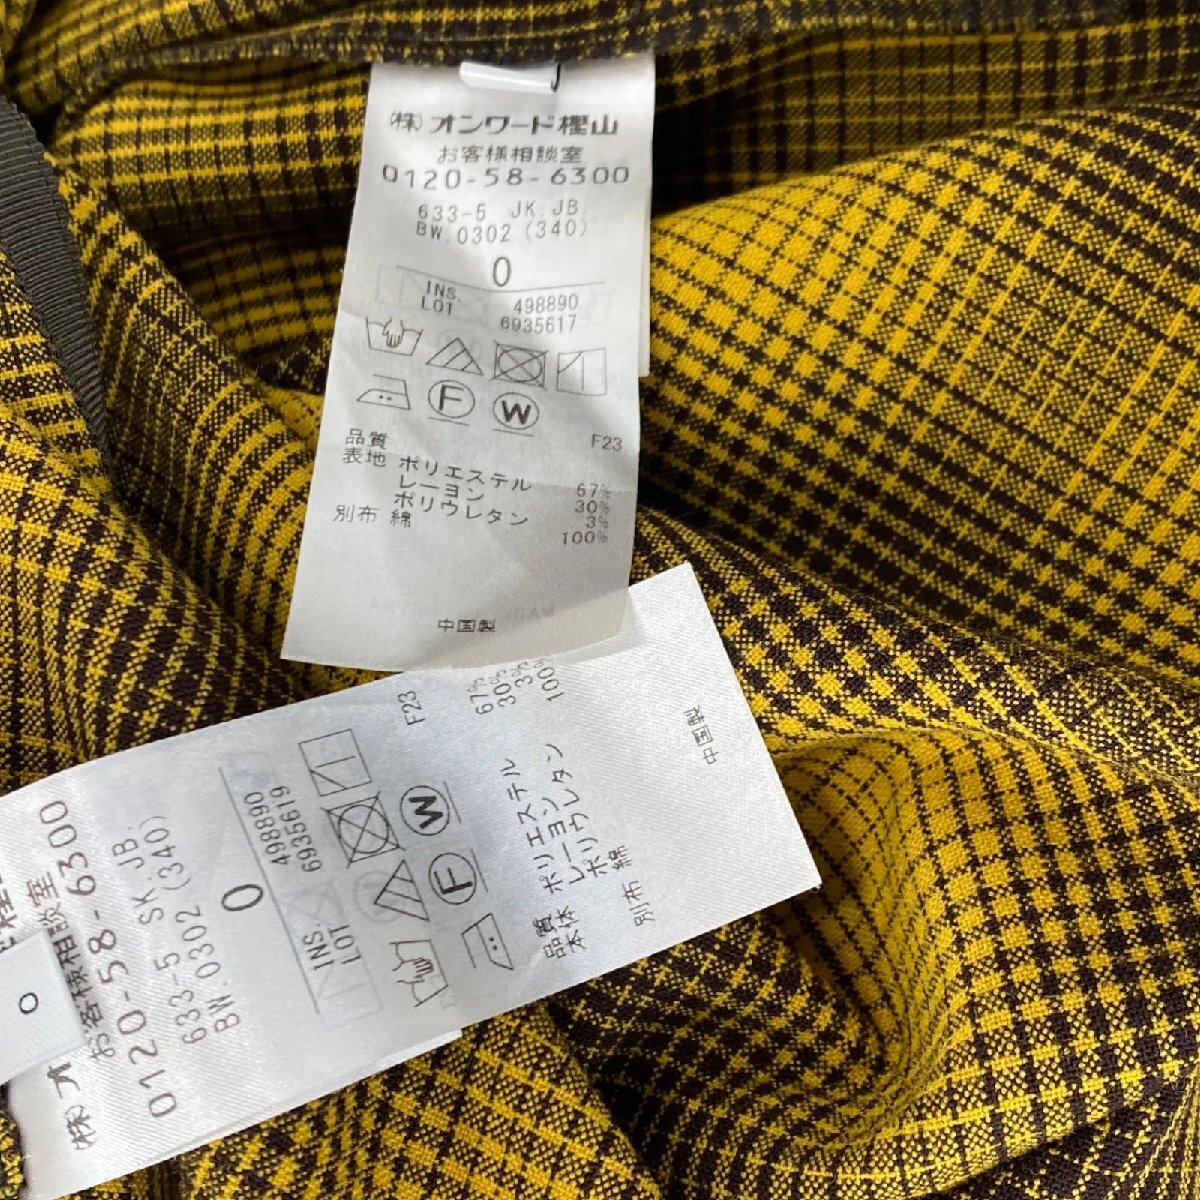 (株)オンワード樫山
お客様相談室
0120-58-6300
633-5 JK.JB.
BW.0302 (340)
0
INS. 498890
LOT 6935617
F W
品質 F23
表地 ポリエステル 67%
レーヨン 30%
ポリウレタン 3%
別布 綿 100%
中国製
(株)オ
お客様相談室
0120-58-6300
633-5 SK.JB.
BW.0302 (340)
0
INS 498890
LOT 6935619
F W
品質 F23
本体 ポリエステル 67%
レーヨン 30%
ポリウレタン 3%
別布 綿 100%
中国製
0